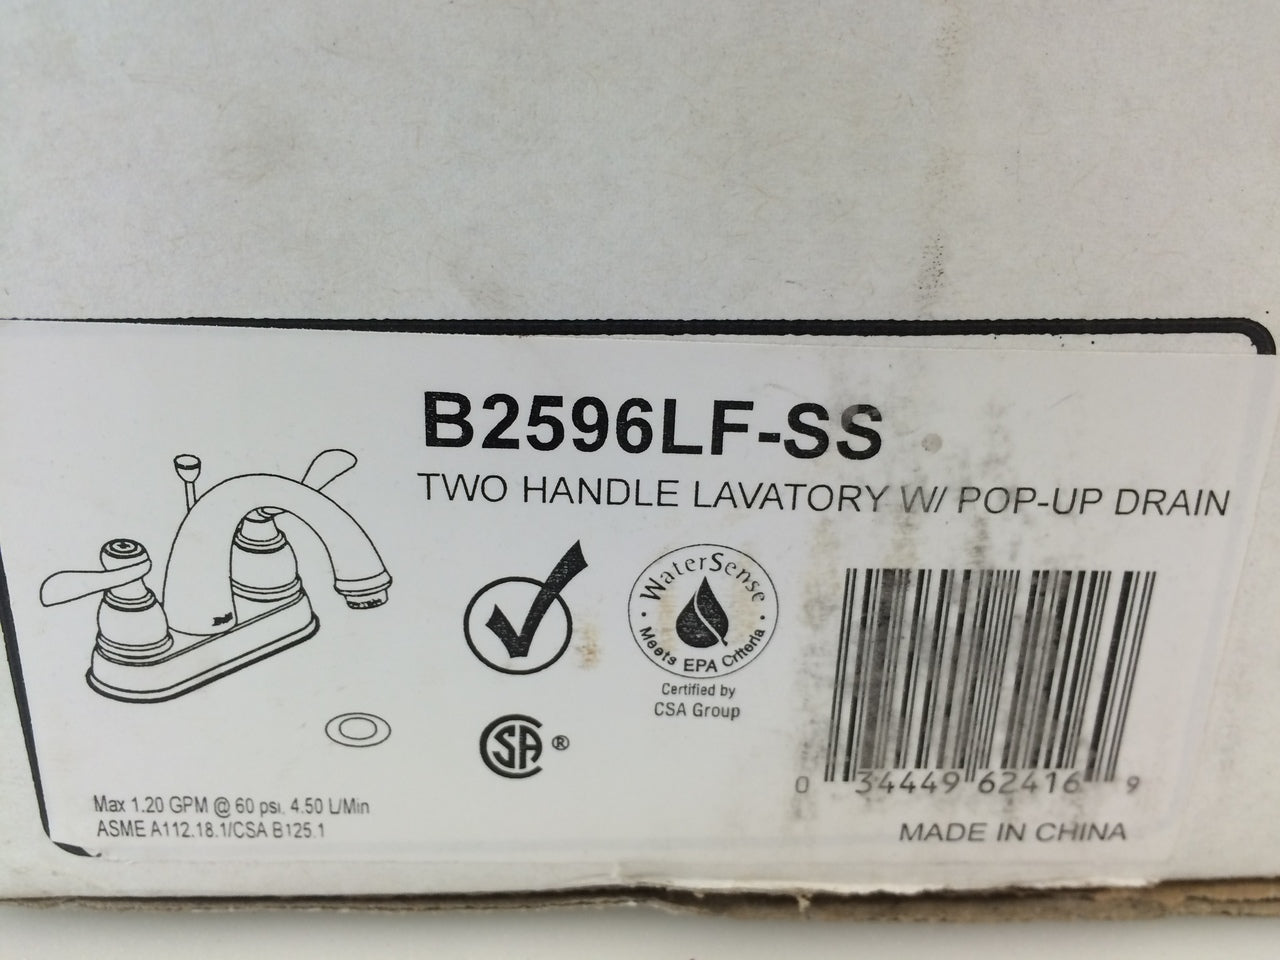 B2596LF-SS
TWO HANDLE LAVATORY W/ POP-UP DRAIN
WaterSense
Meets EPA Criteria
Certified by
CSA Group
SA ®
0 34449 62416 9
Max 1.20 GPM @ 60 psi. 4.50 L/Min
ASME A112.18.1/CSA B125.1
MADE IN CHINA